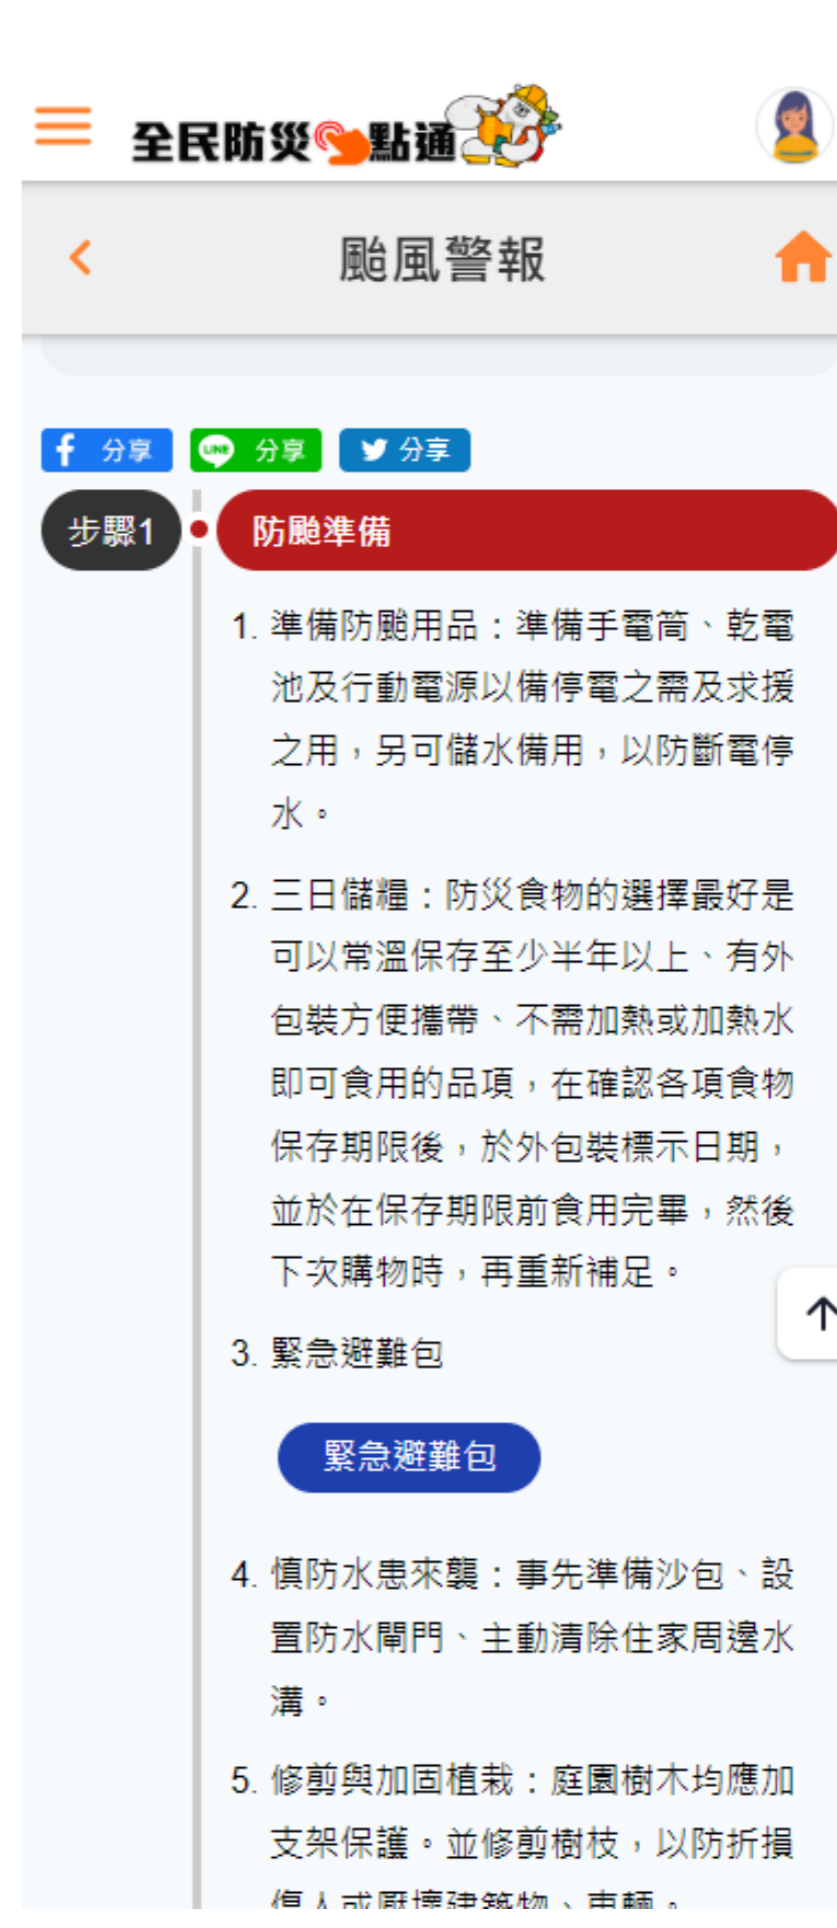 全民防災點通
颱風警報
分享 LINE 分享 分享
步驟1 防颱準備
1. 準備防颱用品：準備手電筒、乾電
池及行動電源以備停電之需及求援
之用，另可儲水備用，以防斷電停
水。
2. 三日儲糧：防災食物的選擇最好是
可以常溫保存至少半年以上、有外
包裝方便攜帶、不需加熱或加熱水
即可食用的品項，在確認各項食物
保存期限後，於外包裝標示日期，
並於在保存期限前食用完畢，然後
下次購物時，再重新補足。
3. 緊急避難包
緊急避難包
4. 慎防水患來襲：事先準備沙包、設
置防水閘門、主動清除住家周邊水
溝。
5. 修剪與加固植栽：庭園樹木均應加
支架保護。並修剪樹枝，以防折損
傷人或壓壞建築物、車輛。